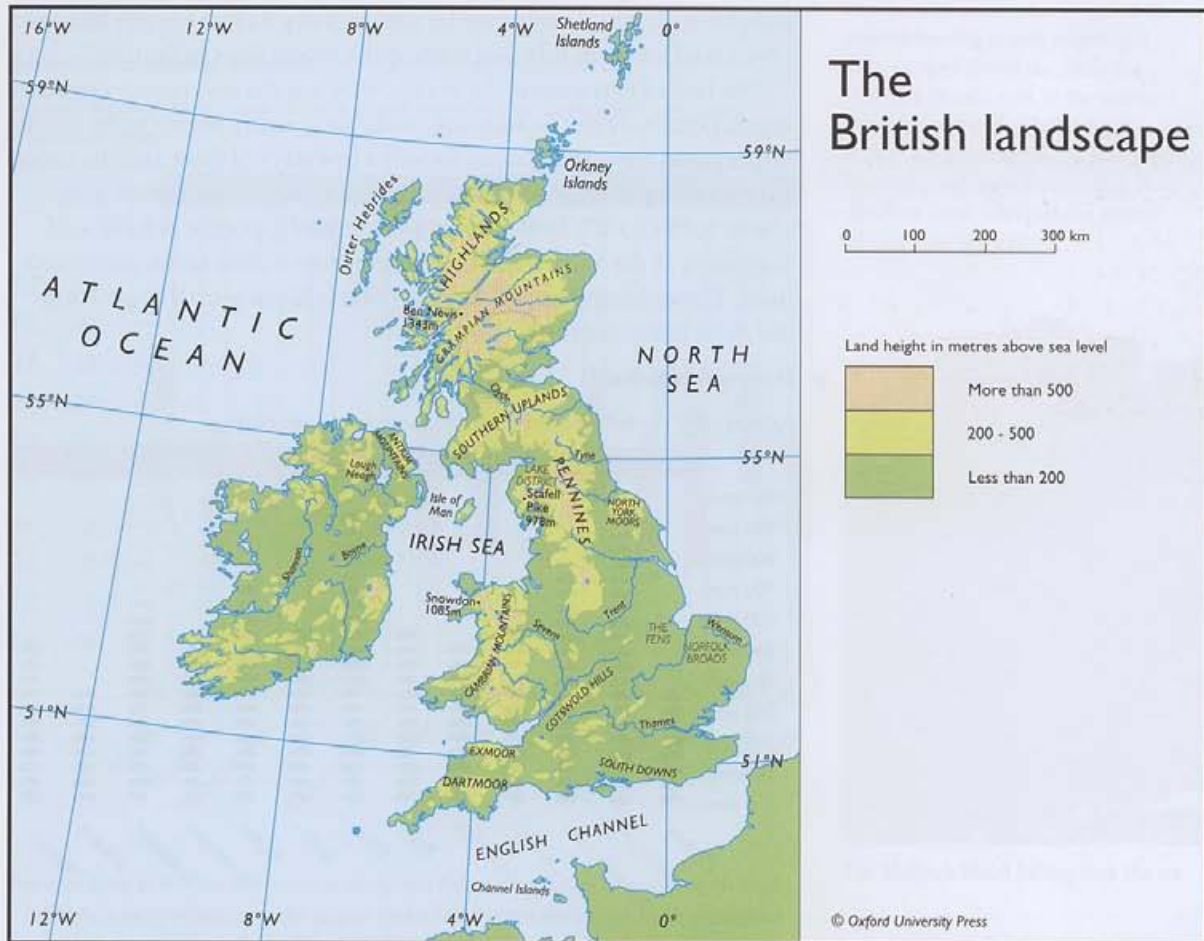 16°W
12°W
4°W
Shetland
Islands
0°
59°N
59°N
Orkney
Islands
Outer Hebrides
HIGHLANDS
GRAMPIAN MOUNTAINS
Ben Nevis
1343m
ATLANTIC
OCEAN
NORTH
SEA
55°N
Clyde
SOUTHERN UPLANDS
ANTRIM
MOUNTAINS
Lough
Neagh
Tyne
55°N
LAKE
DISTRICT
Scafell
Pike
978m
PENNINES
NORTH
YORK
MOORS
Isle of
Man
IRISH SEA
Shannon
Boyne
Snowdon
1085m
CAMBRIAN MOUNTAINS
Severn
Trent
THE
FENS
Wensum
NORFOLK
BROADS
COTSWOLD HILLS
Thames
51°N
51°N
EXMOOR
DARTMOOR
SOUTH DOWNS
ENGLISH CHANNEL
Channel Islands
12°W
8°W
4°W
0°
The
British landscape
0 100 200 300 km
Land height in metres above sea level
More than 500
200 - 500
Less than 200
© Oxford University Press